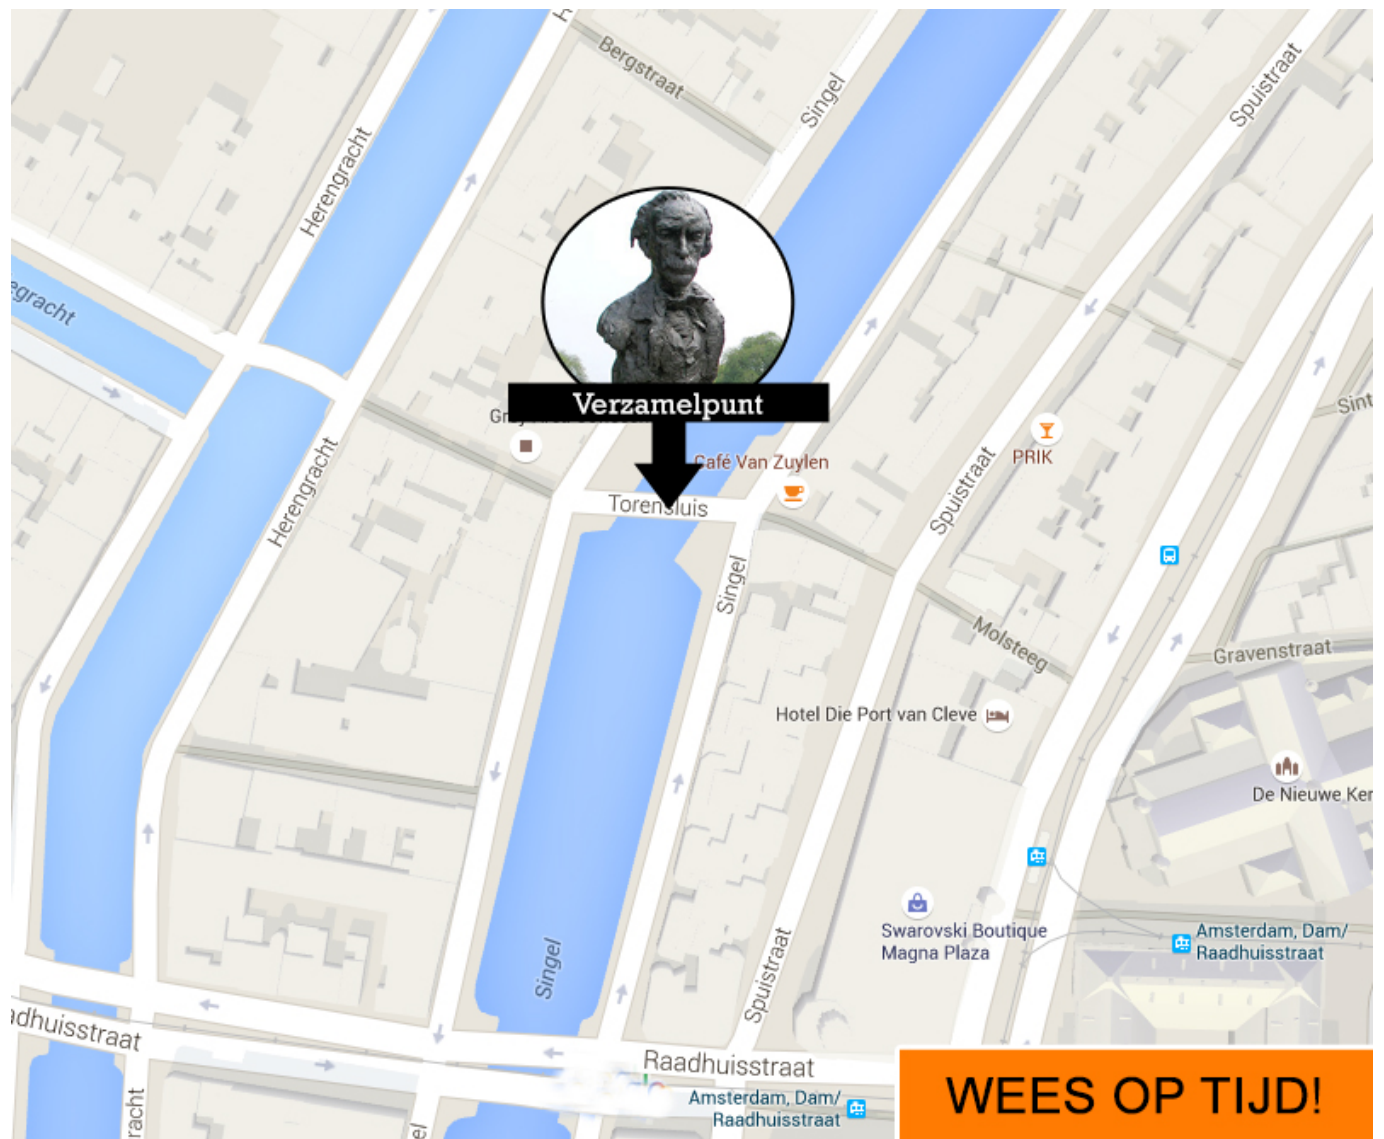 Bergstraat
Singel
Spuistraat
Herengracht
egracht
Verzamelpunt
Sint
Café Van Zuylen
PRIK
Torensluis
Herengracht
Spuistraat
Singel
Molsteeg
Gravenstraat
Hotel Die Port van Cleve
De Nieuwe Ker
Swarovski Boutique
Magna Plaza
Amsterdam, Dam/
Raadhuisstraat
Singel
Spuistraat
adhuisstraat
Raadhuisstraat
Amsterdam, Dam/
Raadhuisstraat
racht
el
WEES OP TIJD!